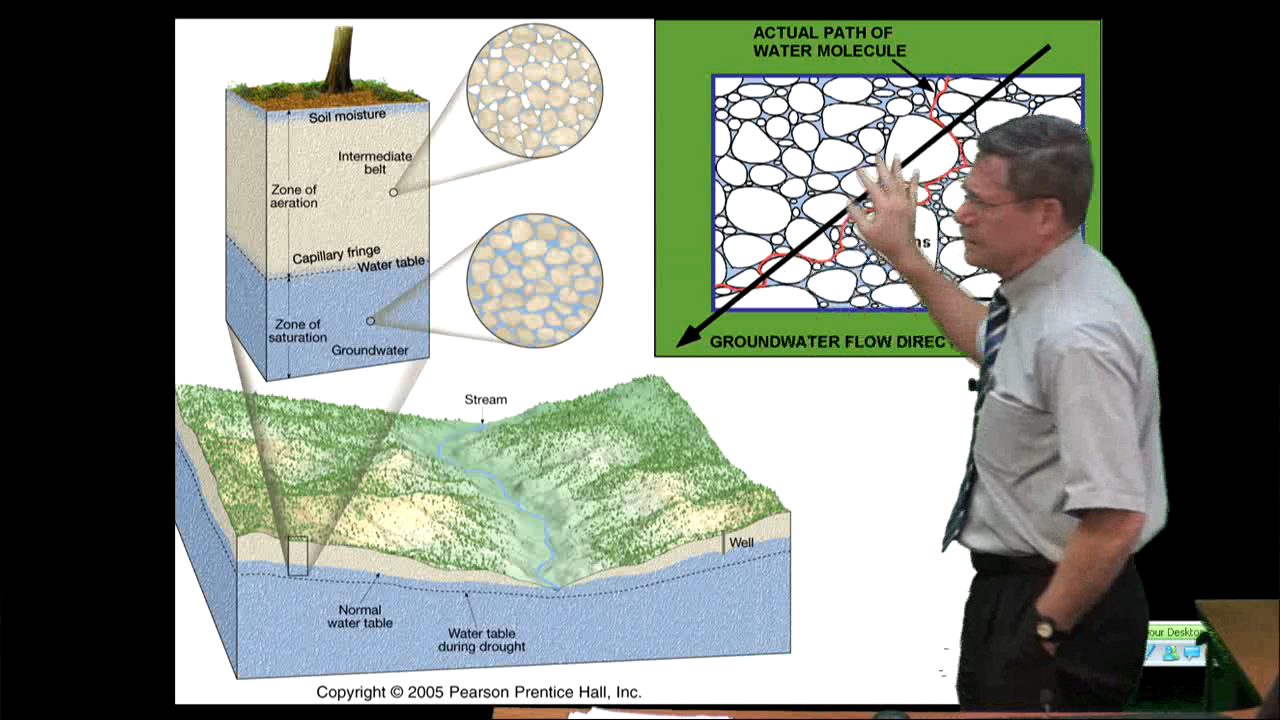 ACTUAL PATH OF
WATER MOLECULE
Soil moisture
Intermediate
belt
Zone of
aeration
Capillary fringe
Water table
Zone of
saturation
Groundwater
GROUNDWATER FLOW
Stream
Well
Normal
water table
Water table
during drought
Copyright © 2005 Pearson Prentice Hall, Inc.